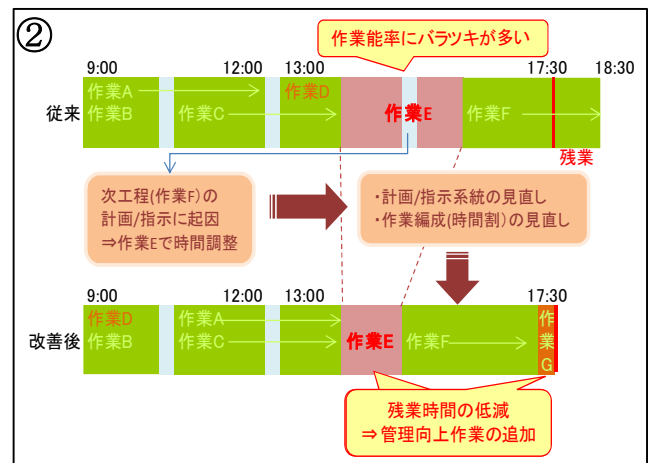 ②
作業能率にバラツキが多い
9:00 12:00 13:00 17:30 18:30
従来
作業A 作業D
作業B 作業C 作業E 作業F
残業
次工程(作業F)の
計画/指示に起因
⇒作業Eで時間調整
・計画/指示系統の見直し
・作業編成(時間割)の見直し
9:00 12:00 13:00 17:30
改善後
作業D 作業A
作業B 作業C 作業E 作業F
作業G
残業時間の低減
⇒管理向上作業の追加